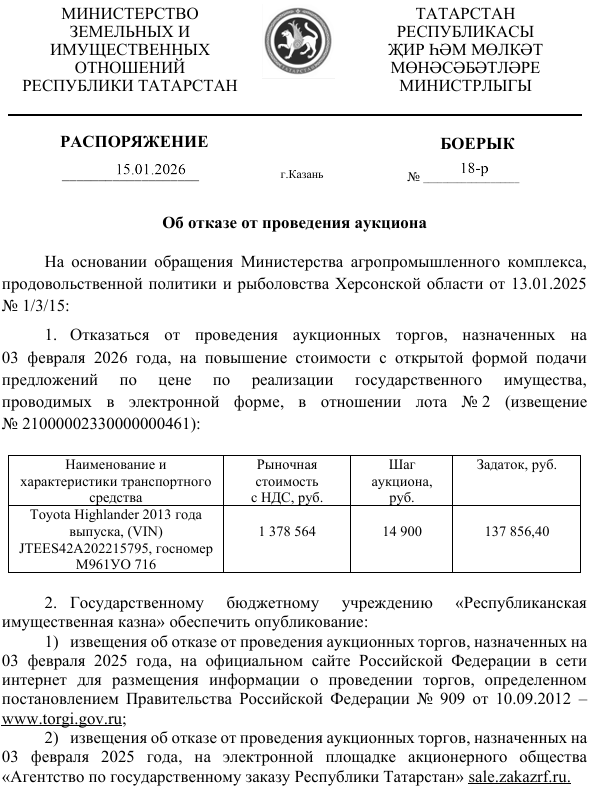 МИНИСТЕРСТВО
ЗЕМЕЛЬНЫХ И
ИМУЩЕСТВЕННЫХ
ОТНОШЕНИЙ
РЕСПУБЛИКИ ТАТАРСТАН
ТАТАРСТАН
РЕСПУБЛИКАСЫ
ҖИР ҺӘМ МӨЛКӘТ
МӨНӘСӘБӘТЛӘРЕ
МИНИСТРЛЫГЫ
РАСПОРЯЖЕНИЕ
БОЕРЫК
15.01.2026
г.Казань
№ 18-р
Об отказе от проведения аукциона
На основании обращения Министерства агропромышленного комплекса,
продовольственной политики и рыболовства Херсонской области от 13.01.2025
№ 1/3/15:
1. Отказаться от проведения аукционных торгов, назначенных на
03 февраля 2026 года, на повышение стоимости с открытой формой подачи
предложений по цене по реализации государственного имущества,
проводимых в электронной форме, в отношении лота № 2 (извещение
№ 21000002330000000461):
Наименование и
характеристики транспортного
средства
Рыночная
стоимость
с НДС, руб.
Шаг
аукциона,
руб.
Задаток, руб.
Toyota Highlander 2013 года
выпуска, (VIN)
JTEES42A202215795, госномер
М961УО 716
1 378 564
14 900
137 856,40
2. Государственному бюджетному учреждению «Республиканская
имущественная казна» обеспечить опубликование:
1) извещения об отказе от проведения аукционных торгов, назначенных на
03 февраля 2025 года, на официальном сайте Российской Федерации в сети
интернет для размещения информации о проведении торгов, определенном
постановлением Правительства Российской Федерации № 909 от 10.09.2012 –
www.torgi.gov.ru;
2) извещения об отказе от проведения аукционных торгов, назначенных на
03 февраля 2025 года, на электронной площадке акционерного общества
«Агентство по государственному заказу Республики Татарстан» sale.zakazrf.ru.